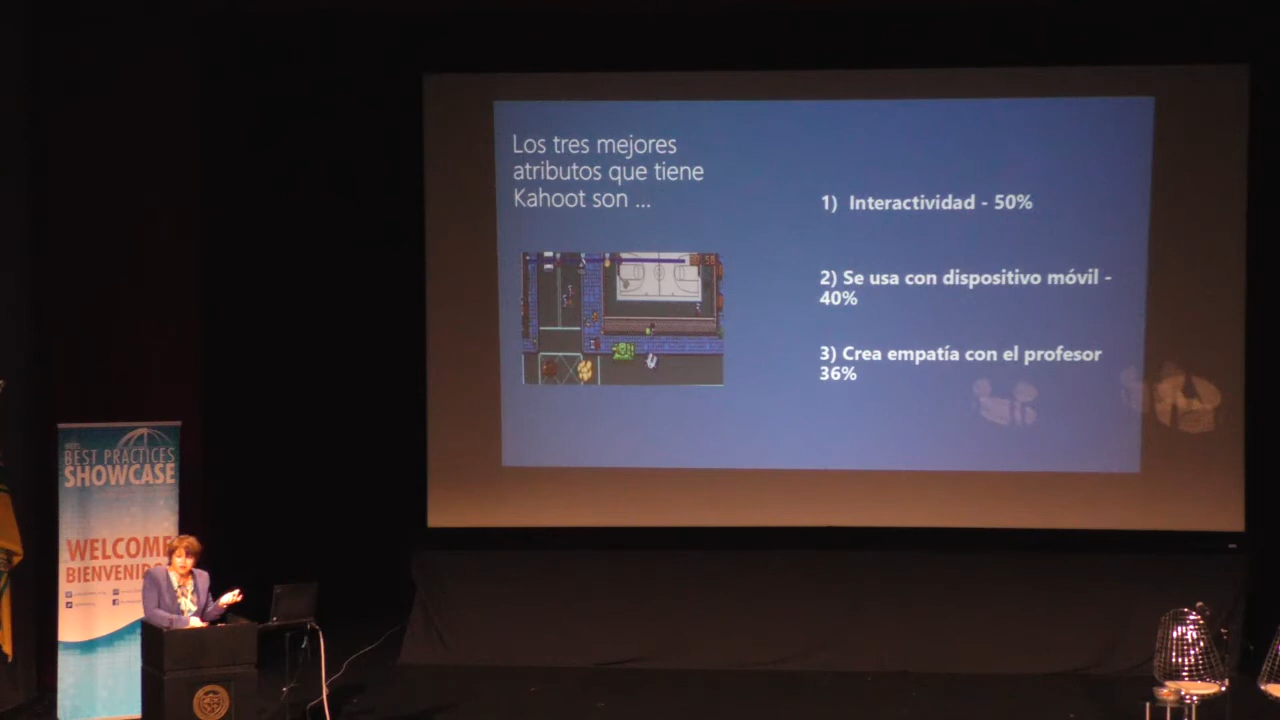 Los tres mejores
atributos que tiene
Kahoot son ...
1) Interactividad - 50%
2) Se usa con dispositivo móvil -
40%
3) Crea empatía con el profesor
36%
BEST PRACTICES
SHOWCASE
WELCOME
BIENVENID